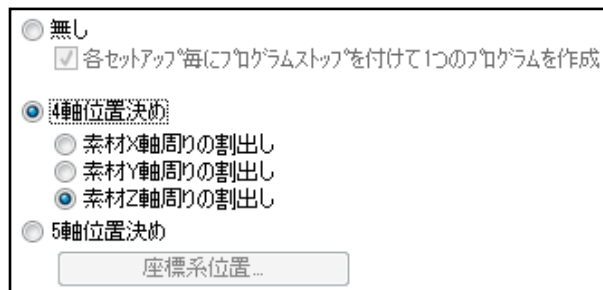 無し
各セットアップ毎にプログラムストップを付けて1つのプログラムを作成
4軸位置決め
素材X軸周りの割出し
素材Y軸周りの割出し
素材Z軸周りの割出し
5軸位置決め
座標系位置...